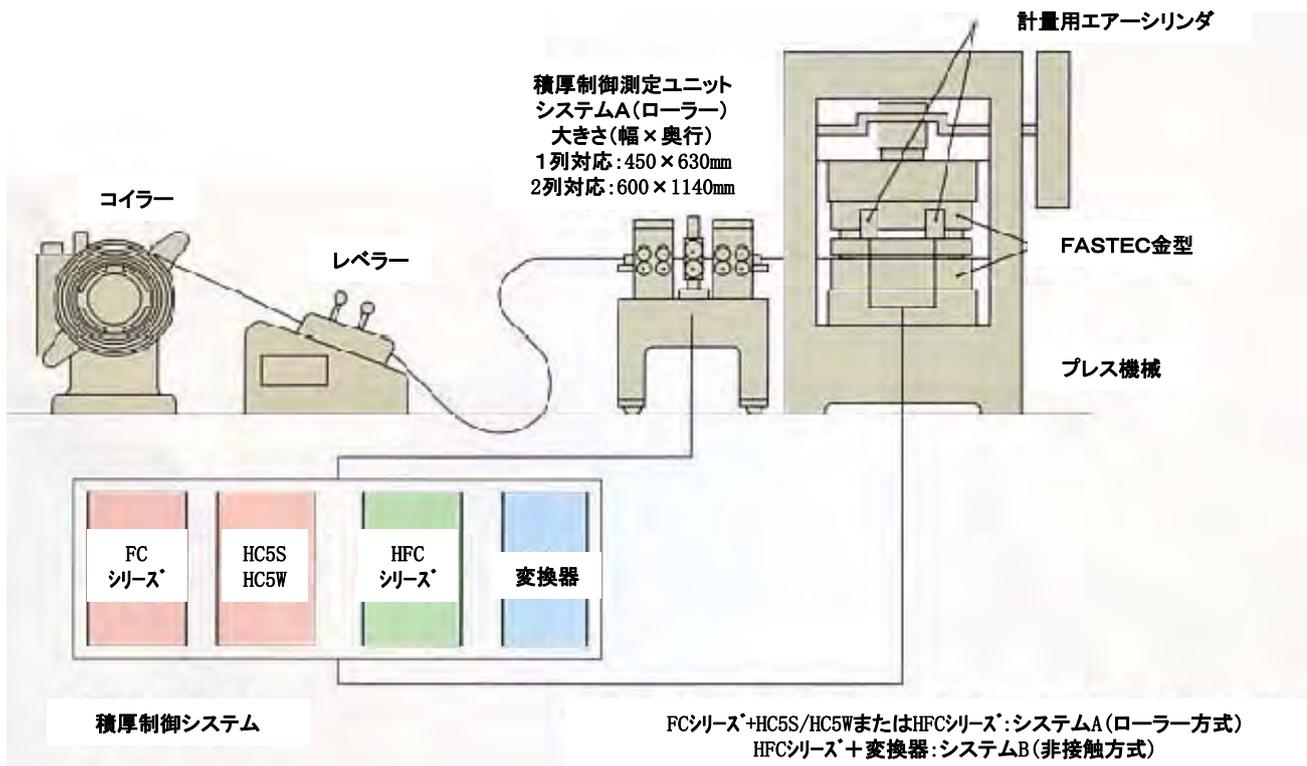 計量用エアーシリンダ
積厚制御測定ユニット
システムA(ローラー)
大きさ(幅×奥行)
1列対応:450×630mm
2列対応:600×1140mm
コイラー
レベラー
FASTEC金型
プレス機械
FC
シリーズ
HC5S
HC5W
HFC
シリーズ
変換器
積厚制御システム
FCシリーズ+HC5S/HC5WまたはHFCシリーズ:システムA(ローラー方式)
HFCシリーズ+変換器:システムB(非接触方式)